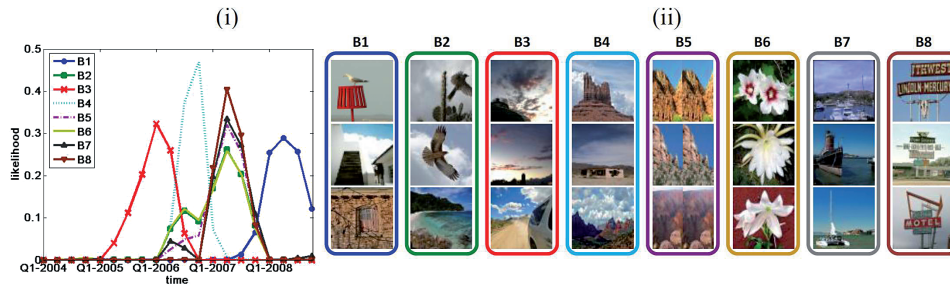 (i)
(ii)
B1 B2 B3 B4 B5 B6 B7 B8
0.5
0.4
0.3
0.2
0.1
0
likelihood
B1
B2
B3
B4
B5
B6
B7
B8
Q1-2004 Q1-2005 Q1-2006 Q1-2007 Q1-2008
time
LINCOLN-MERCURY
MOTEL